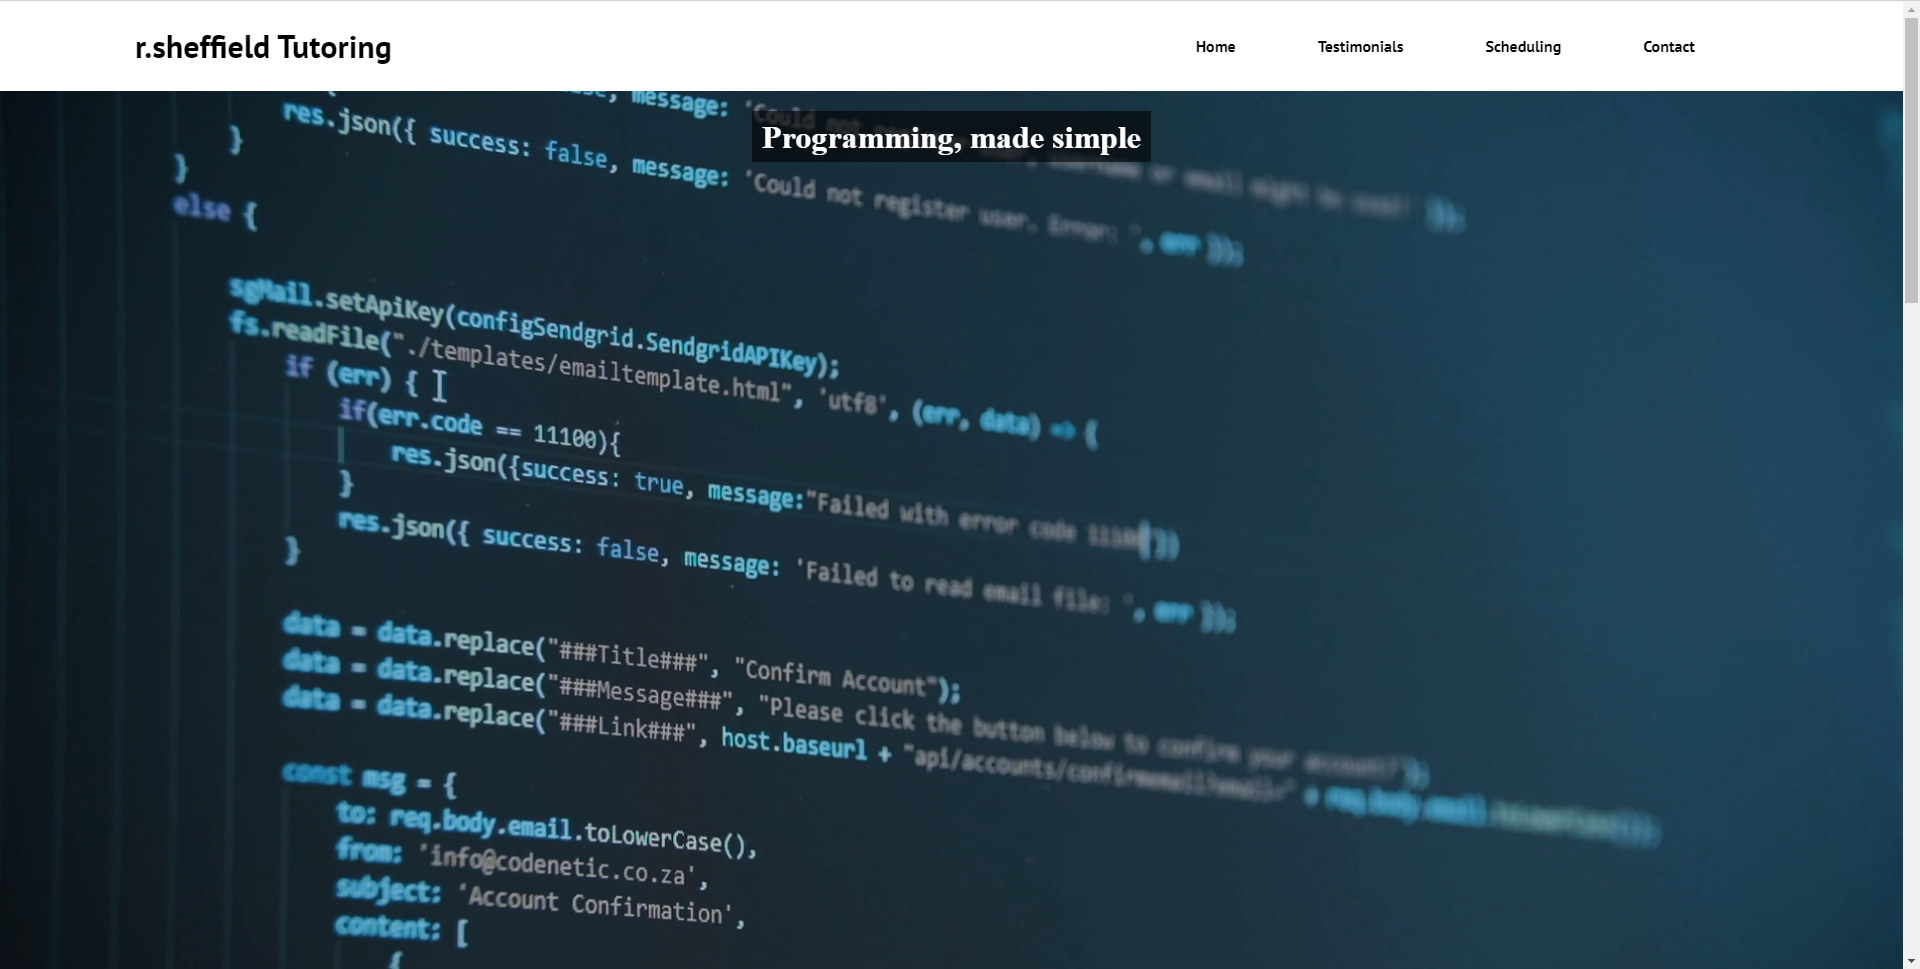 r.sheffield Tutoring
Home Testimonials Scheduling Contact
message:
res.json({ success: false, message: 'Could not register user. Error: ', err });
}
Programming, made simple
}
else {
sgMail.setApiKey(configSendgrid.SendgridAPIKey);
fs.readFile("./templates/emailtemplate.html", 'utf8', (err, data) => {
if (err) {
if(err.code == 11100){
res.json({success: true, message:"Failed with error code 11100"})
}
res.json({ success: false, message: 'Failed to read email file: ', err });
}
data = data.replace("###Title###", "Confirm Account");
data = data.replace("###Message###", "Please click the button below to confirm your account!");
data = data.replace("###Link###", host.baseurl + "api/accounts/confirmemail?email=" + req.body.email
const msg = {
to: req.body.email.toLowerCase(),
from: 'info@codenetic.co.za',
subject: 'Account Confirmation',
content: [
{